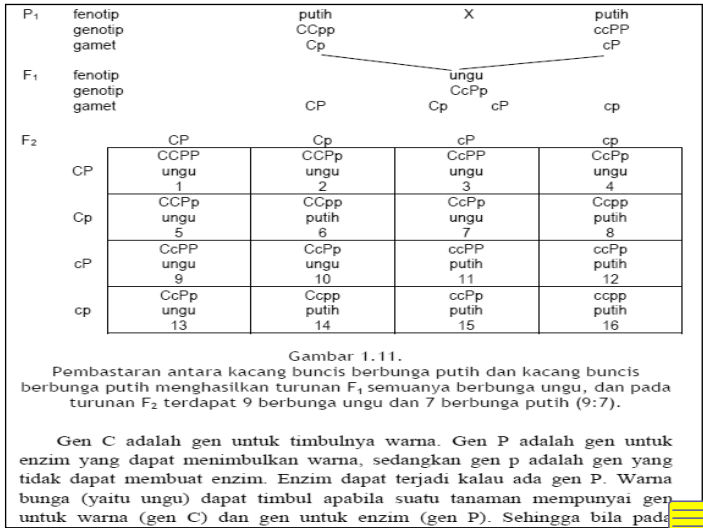 P₁ fenotip putih X putih
genotip CCpp ccPP
gamet Cp cP
F₁ fenotip ungu
genotip CcPp
gamet CP Cp cP cp
F₂ CP Cp cP cp
CCPP CCPp CcPP CcPp
CP ungu ungu ungu ungu
1 2 3 4
CCPp CCpp CcPp Ccpp
Cp ungu putih ungu putih
5 6 7 8
CcPP CcPp ccPP ccPp
cP ungu ungu putih putih
9 10 11 12
CcPp Ccpp ccPp ccpp
cp ungu putih putih putih
13 14 15 16
Gambar 1.11.
Pembastaran antara kacang buncis berbunga putih dan kacang buncis
berbunga putih menghasilkan turunan F₁ semuanya berbunga ungu, dan pada
turunan F₂ terdapat 9 berbunga ungu dan 7 berbunga putih (9:7).
Gen C adalah gen untuk timbulnya warna. Gen P adalah gen untuk
enzim yang dapat menimbulkan warna, sedangkan gen p adalah gen yang
tidak dapat membuat enzim. Enzim dapat terjadi kalau ada gen P. Warna
bunga (yaitu ungu) dapat timbul apabila suatu tanaman mempunyai gen
untuk warna (gen C) dan gen untuk enzim (gen P). Sehingga bila pada